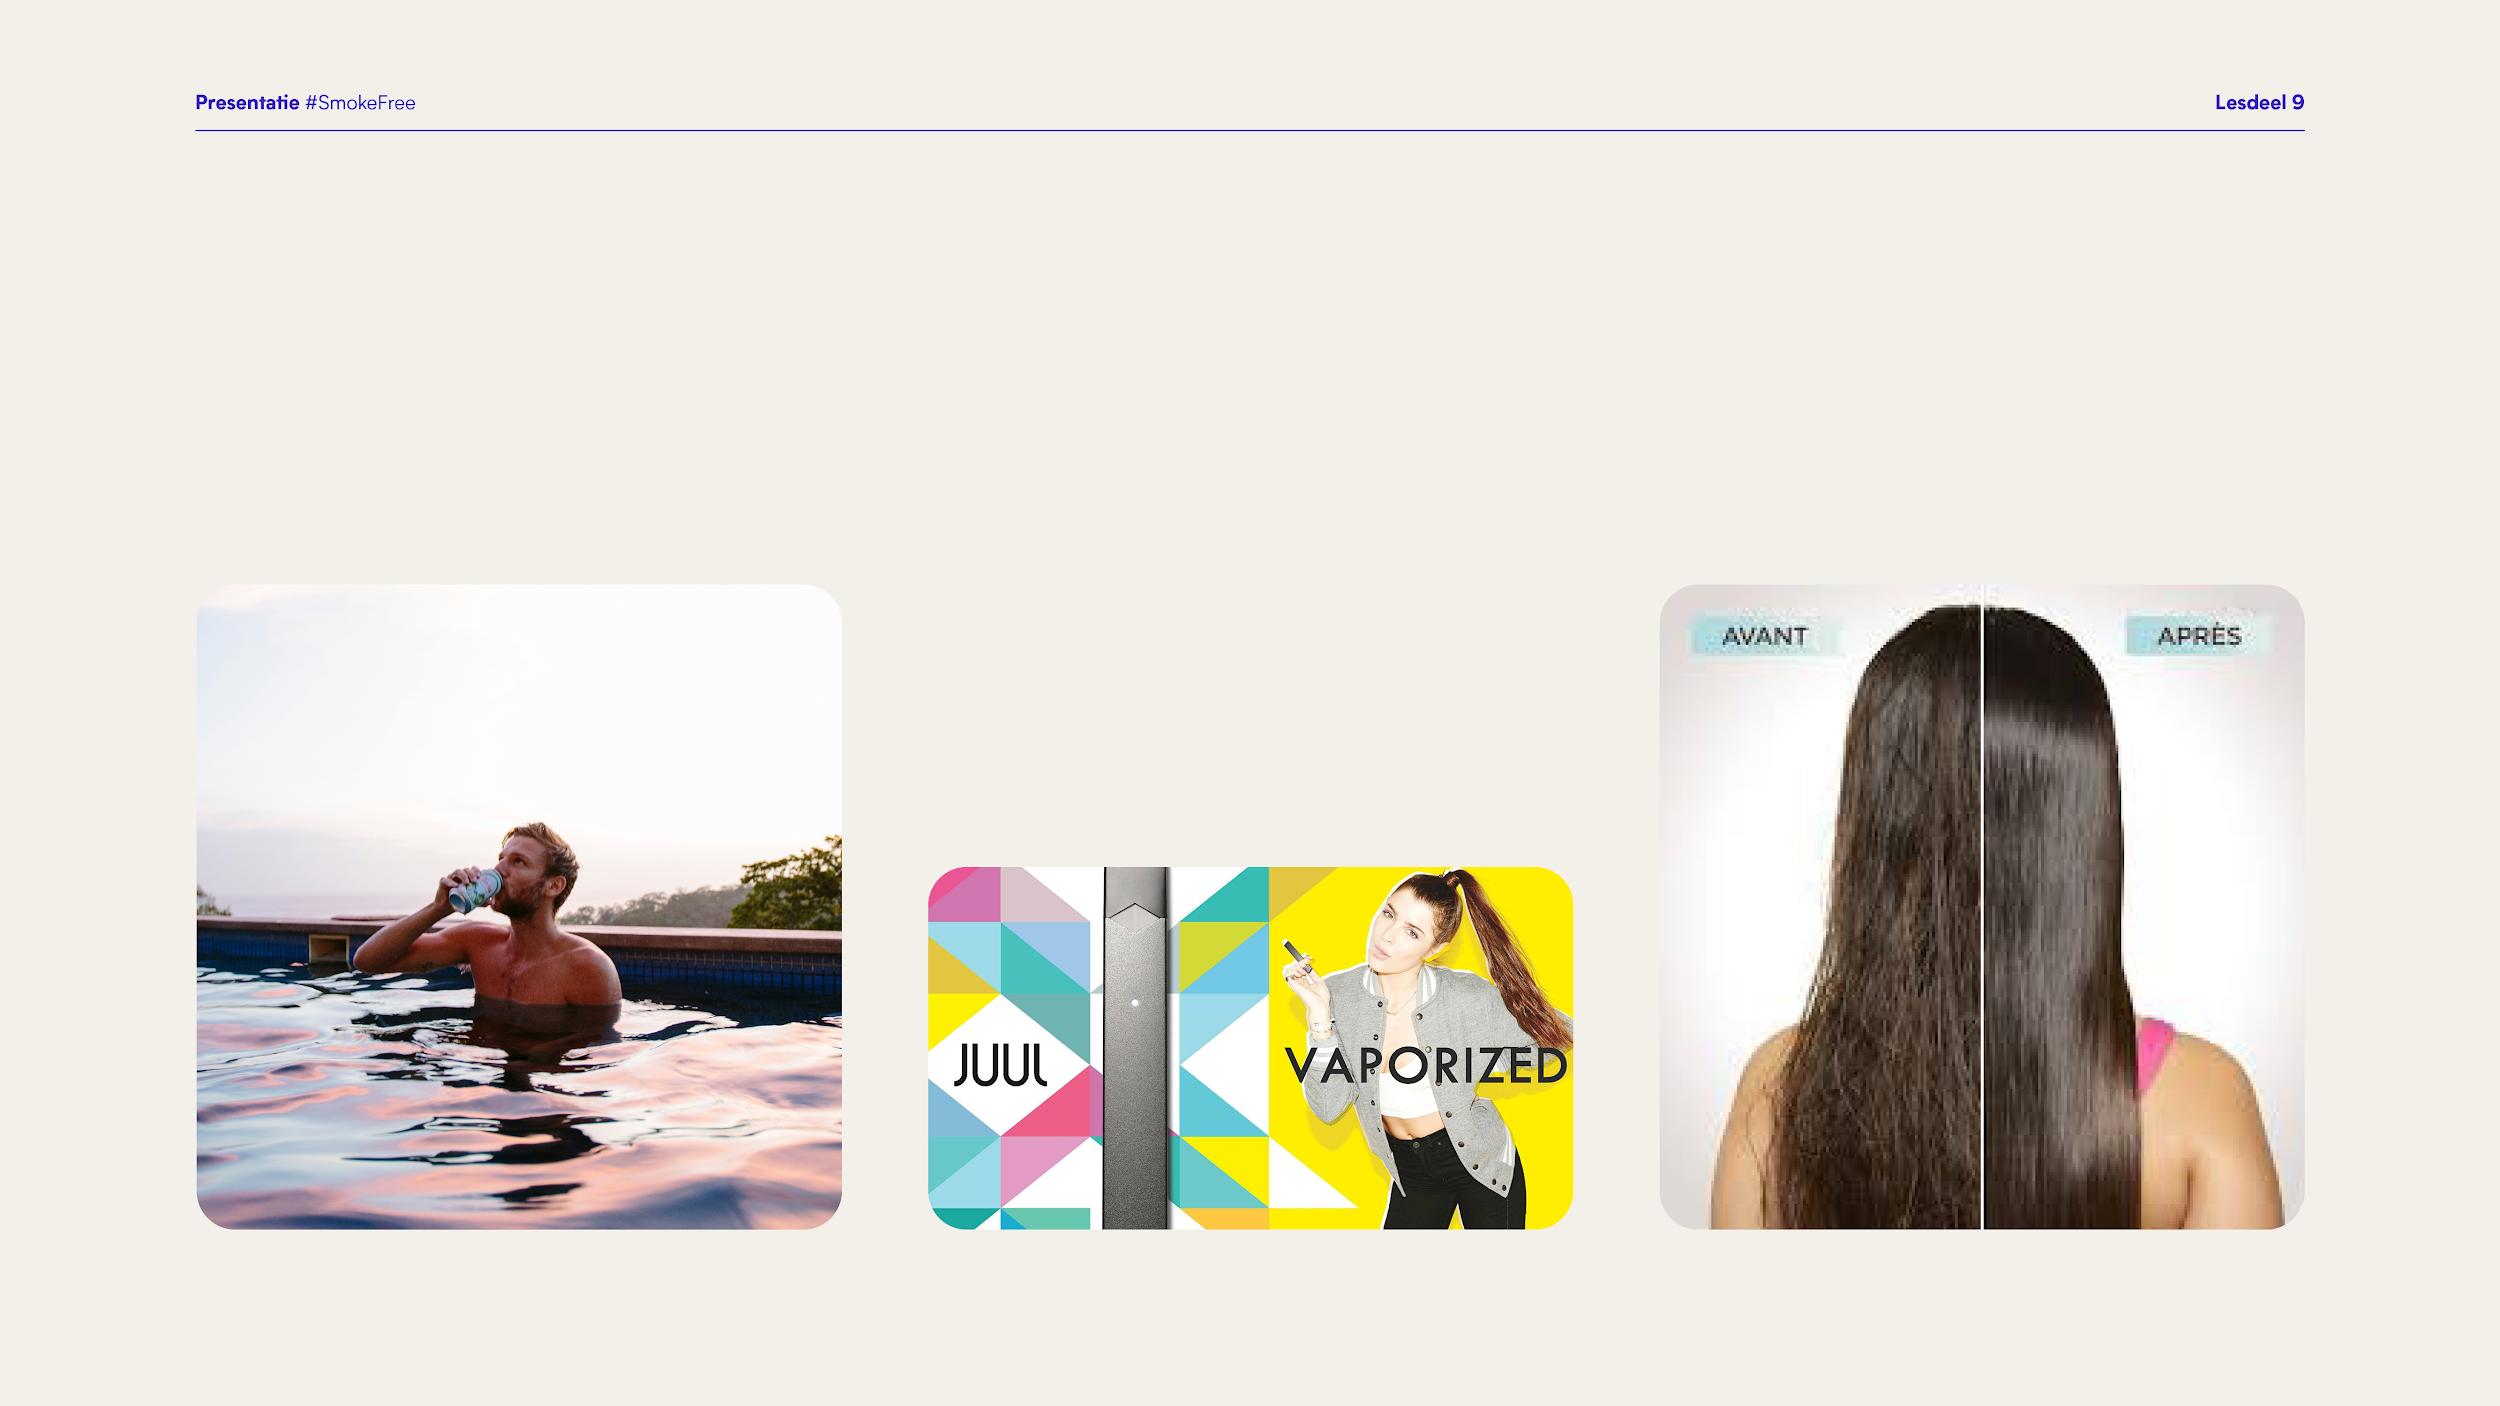 Presentatie #SmokeFree
Lesdeel 9
JUUL
VAPORIZED
AVANT
APRÈS